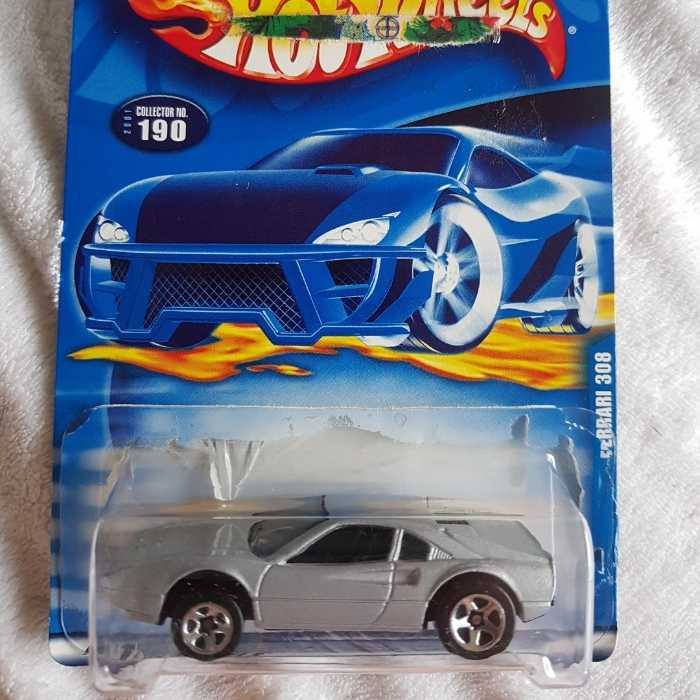 Hot Wheels
®
2001
COLLECTOR NO.
190
FERRARI 308